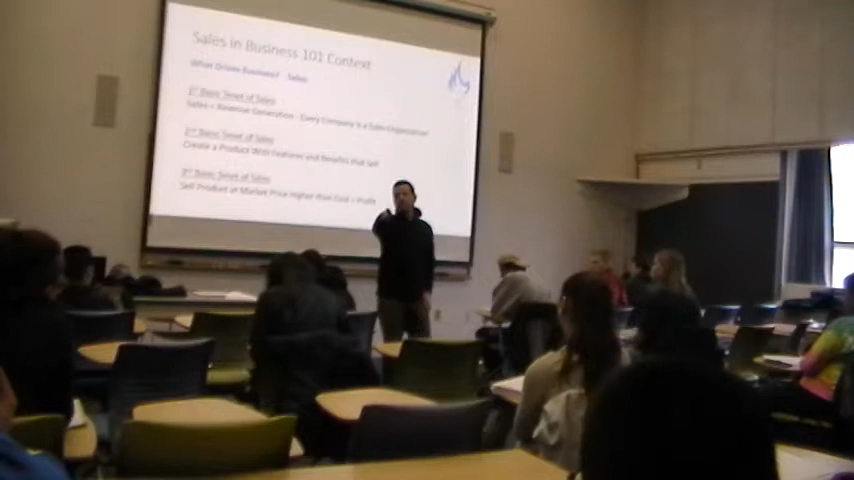 Sales in Business 101 Context
What Drives Business? Sales
1st Basic Tenet of Sales
Sales = Revenue Generation - Every Company is a Sales Organization
2nd Basic Tenet of Sales
Create a Product With Features and Benefits that Sell
3rd Basic Tenet of Sales
Sell Product at Market Price Higher than Cost = Profit